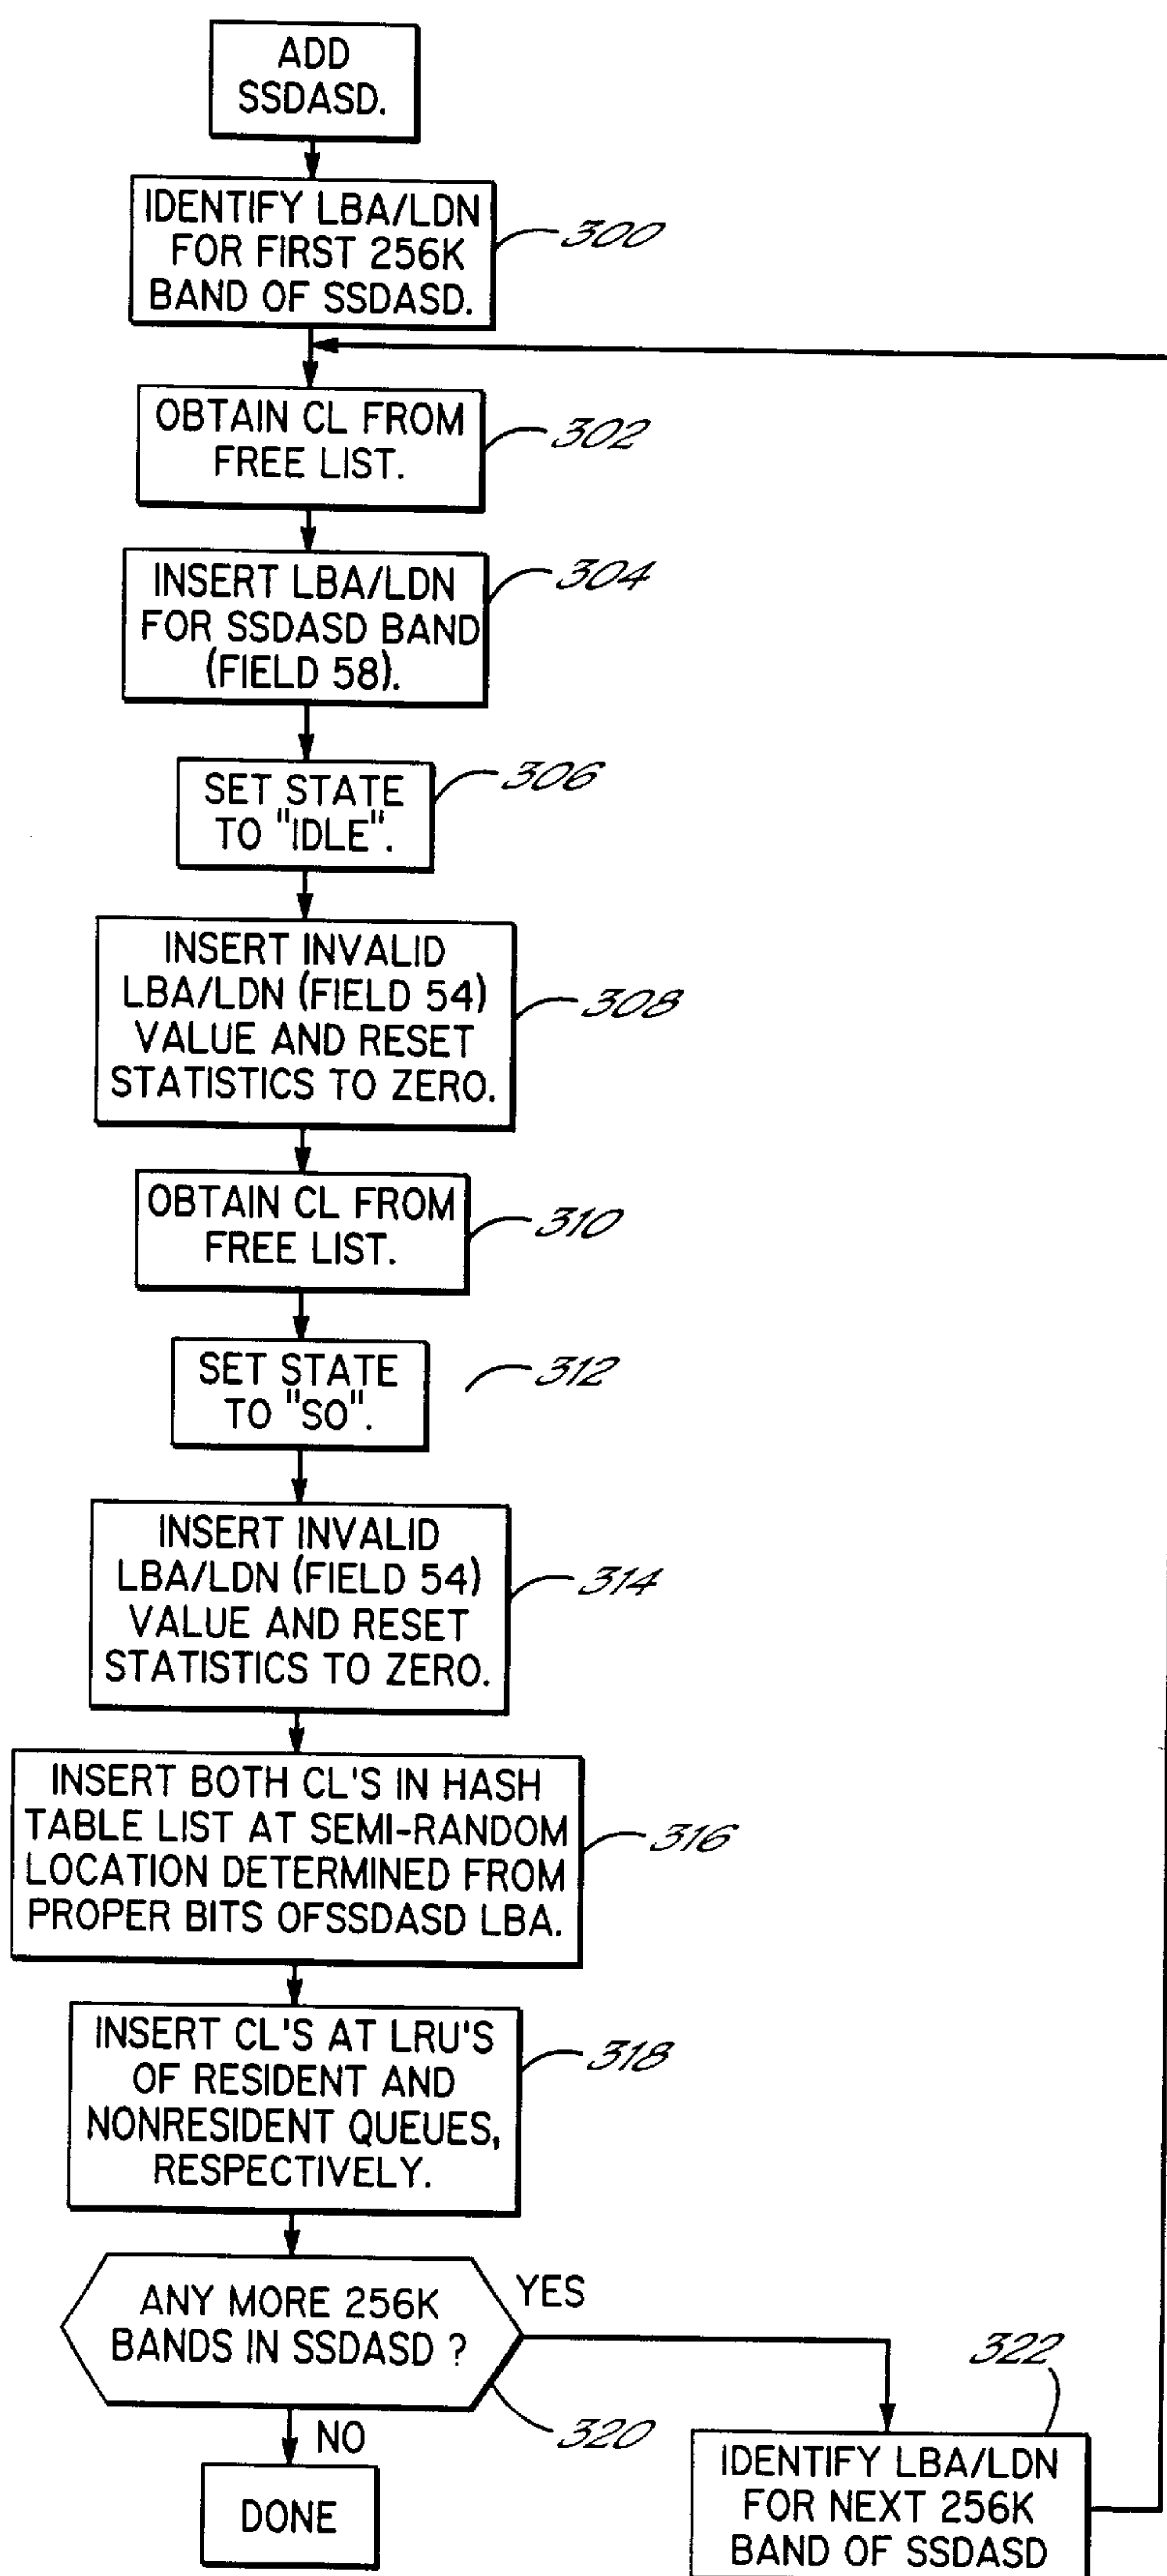 ADD
SSDASD.
IDENTIFY LBA/LDN
FOR FIRST 256K
BAND OF SSDASD.
300
OBTAIN CL FROM
FREE LIST.
302
INSERT LBA/LDN
FOR SSDASD BAND
(FIELD 58).
304
SET STATE
TO "IDLE".
306
INSERT INVALID
LBA/LDN (FIELD 54)
VALUE AND RESET
STATISTICS TO ZERO.
308
OBTAIN CL FROM
FREE LIST.
310
SET STATE
TO "SO".
312
INSERT INVALID
LBA/LDN (FIELD 54)
VALUE AND RESET
STATISTICS TO ZERO.
314
INSERT BOTH CL'S IN HASH
TABLE LIST AT SEMI-RANDOM
LOCATION DETERMINED FROM
PROPER BITS OFSSDASD LBA.
316
INSERT CL'S AT LRU'S
OF RESIDENT AND
NONRESIDENT QUEUES,
RESPECTIVELY.
318
ANY MORE 256K
BANDS IN SSDASD ?
YES
320
NO
DONE
322
IDENTIFY LBA/LDN
FOR NEXT 256K
BAND OF SSDASD